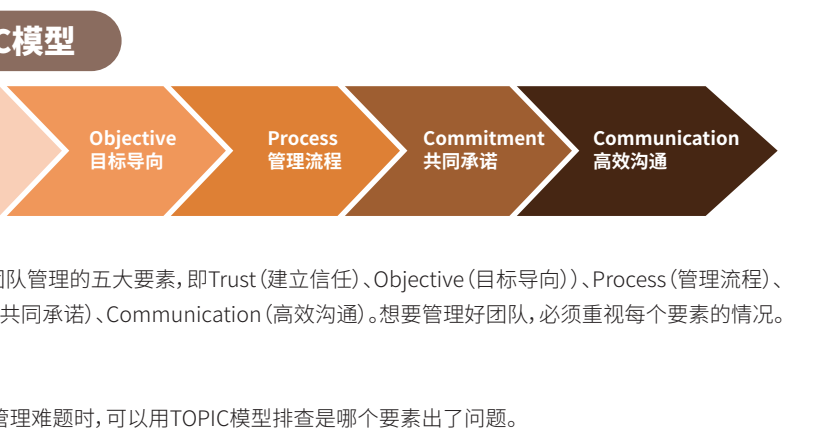 C模型
Objective
目标导向
Process
管理流程
Commitment
共同承诺
Communication
高效沟通
团队管理的五大要素，即Trust（建立信任）、Objective（目标导向））、Process（管理流程）、
共同承诺）、Communication（高效沟通）。想要管理好团队，必须重视每个要素的情况。
管理难题时，可以用TOPIC模型排查是哪个要素出了问题。